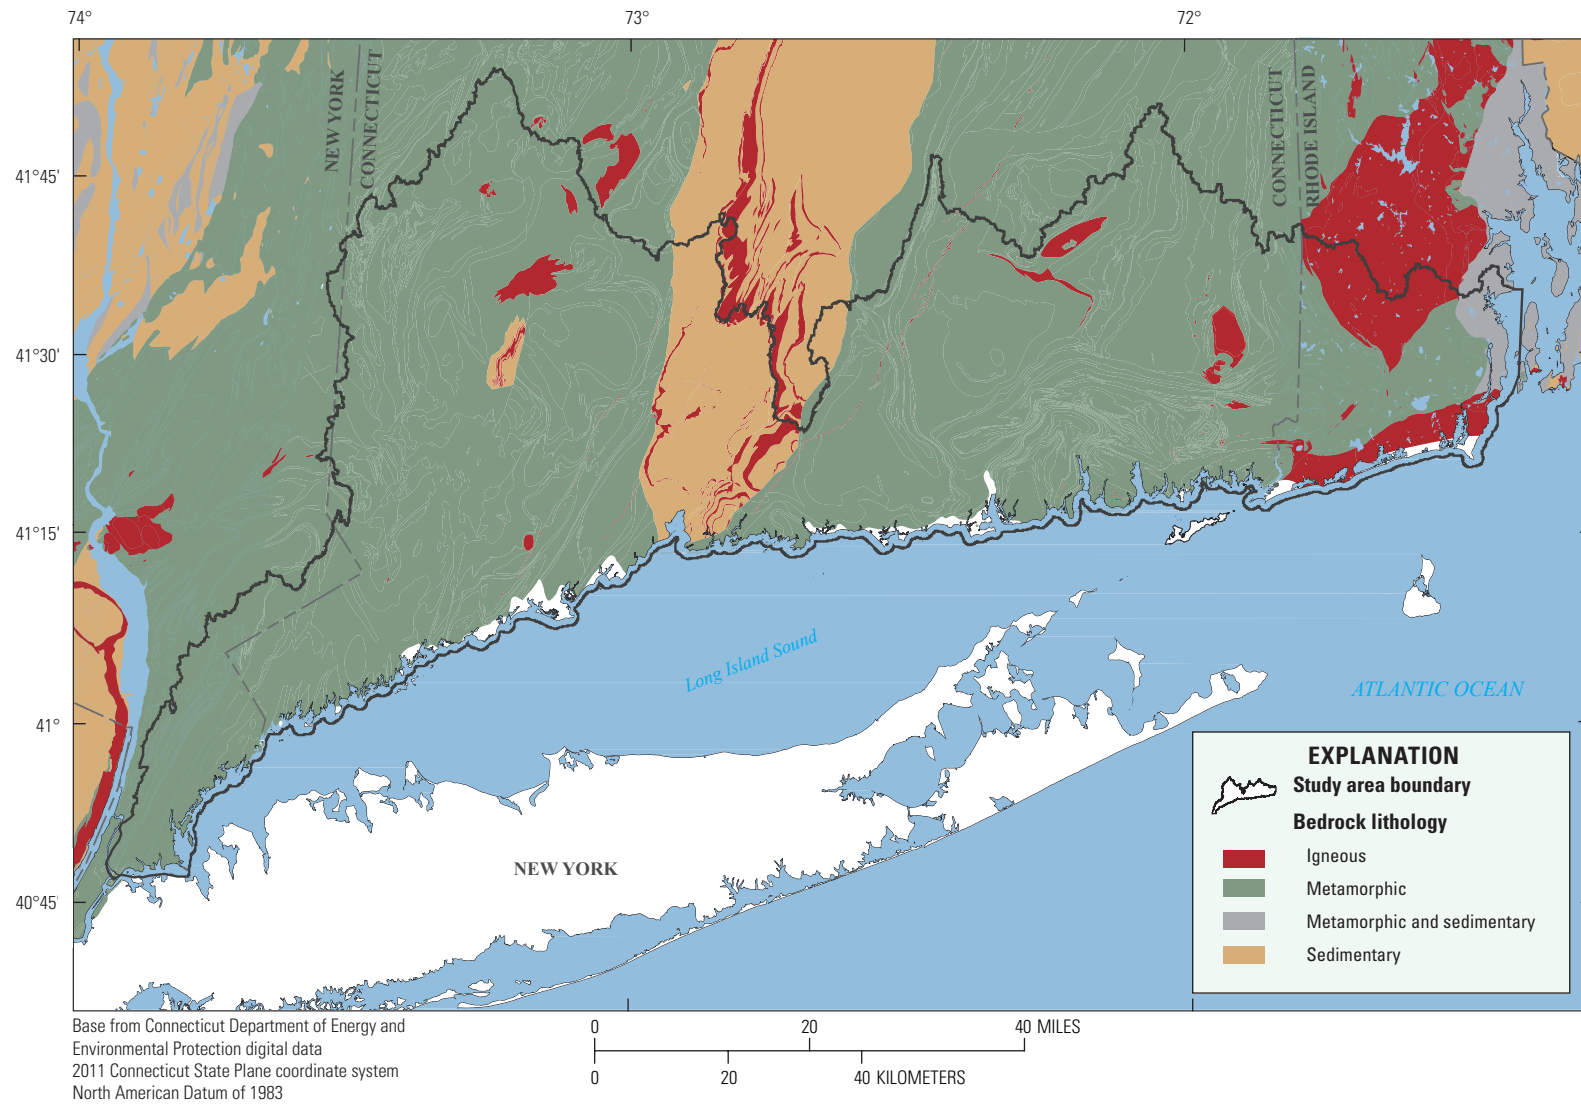 74°
73°
72°
41°45'
41°30'
41°15'
41°
40°45'
NEW YORK
CONNECTICUT
CONNECTICUT
RHODE ISLAND
Long Island Sound
ATLANTIC OCEAN
NEW YORK
EXPLANATION
Study area boundary
Bedrock lithology
Igneous
Metamorphic
Metamorphic and sedimentary
Sedimentary
Base from Connecticut Department of Energy and
Environmental Protection digital data
2011 Connecticut State Plane coordinate system
North American Datum of 1983
0 20 40 MILES
0 20 40 KILOMETERS